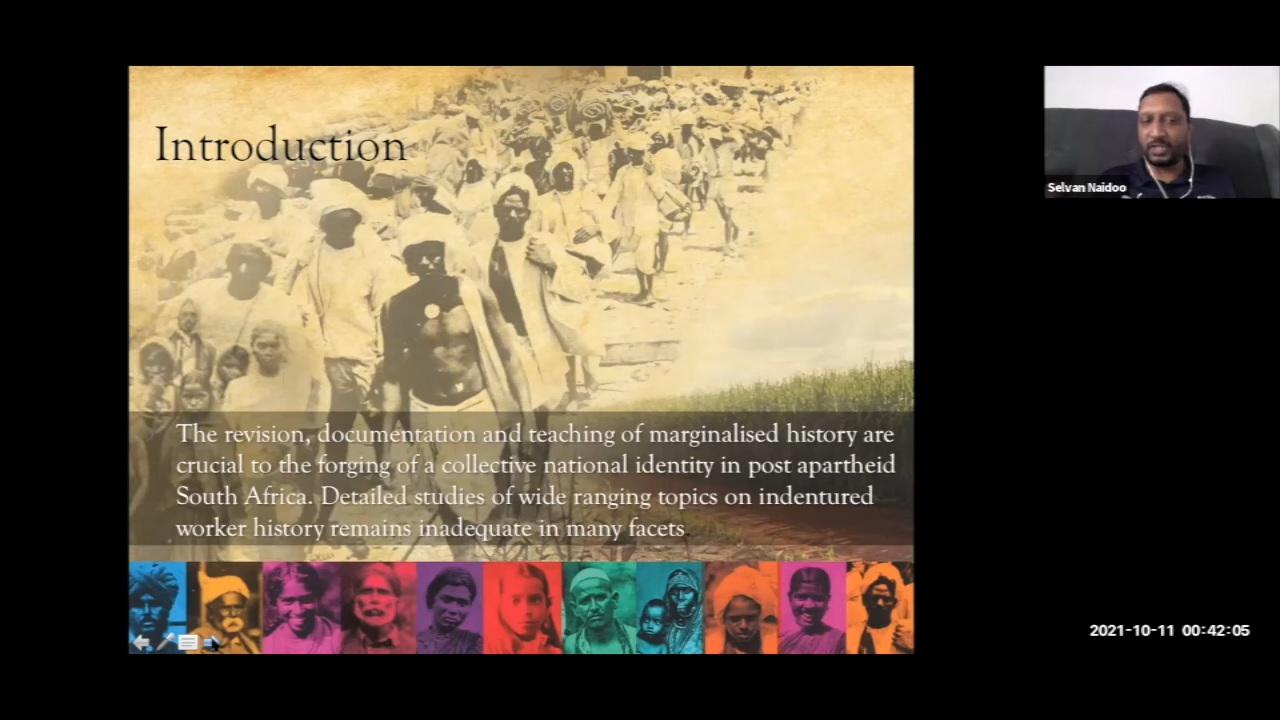 Introduction
The revision, documentation and teaching of marginalised history are
crucial to the forging of a collective national identity in post apartheid
South Africa. Detailed studies of wide ranging topics on indentured
worker history remains inadequate in many facets
Selvan Naidoo
2021-10-11 00:42:05